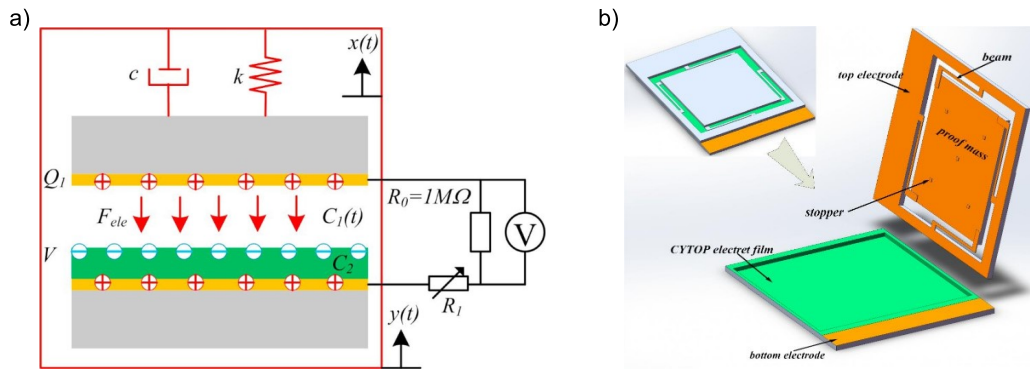 a)
c
k
x(t)
Q1
Fele
C1(t)
R0=1MΩ
V
V
C2
R1
y(t)
b)
beam
top electrode
proof mass
stopper
CYTOP electret film
bottom electrode